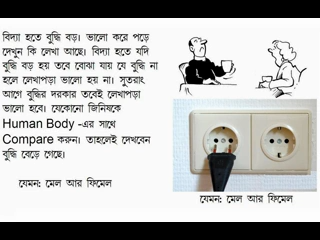 বিদ্যা হতে বুদ্ধি বড়। ভালো করে পড়ে
দেখুন কি লেখা আছে। বিদ্যা হতে যদি
বুদ্ধি বড় হয় তবে বোঝা যায় যে বুদ্ধি না
হলে লেখাপড়া ভালো হয় না। সুতরাং
আগে বুদ্ধির দরকার তবেই লেখাপড়া
ভালো হবে। যেকোনো জিনিষকে
Human Body -এর সাথে
Compare করুন। তাহলেই দেখবেন
বুদ্ধি বেড়ে গেছে।
যেমন: মেল আর ফিমেল
যেমন: মেল আর ফিমেল